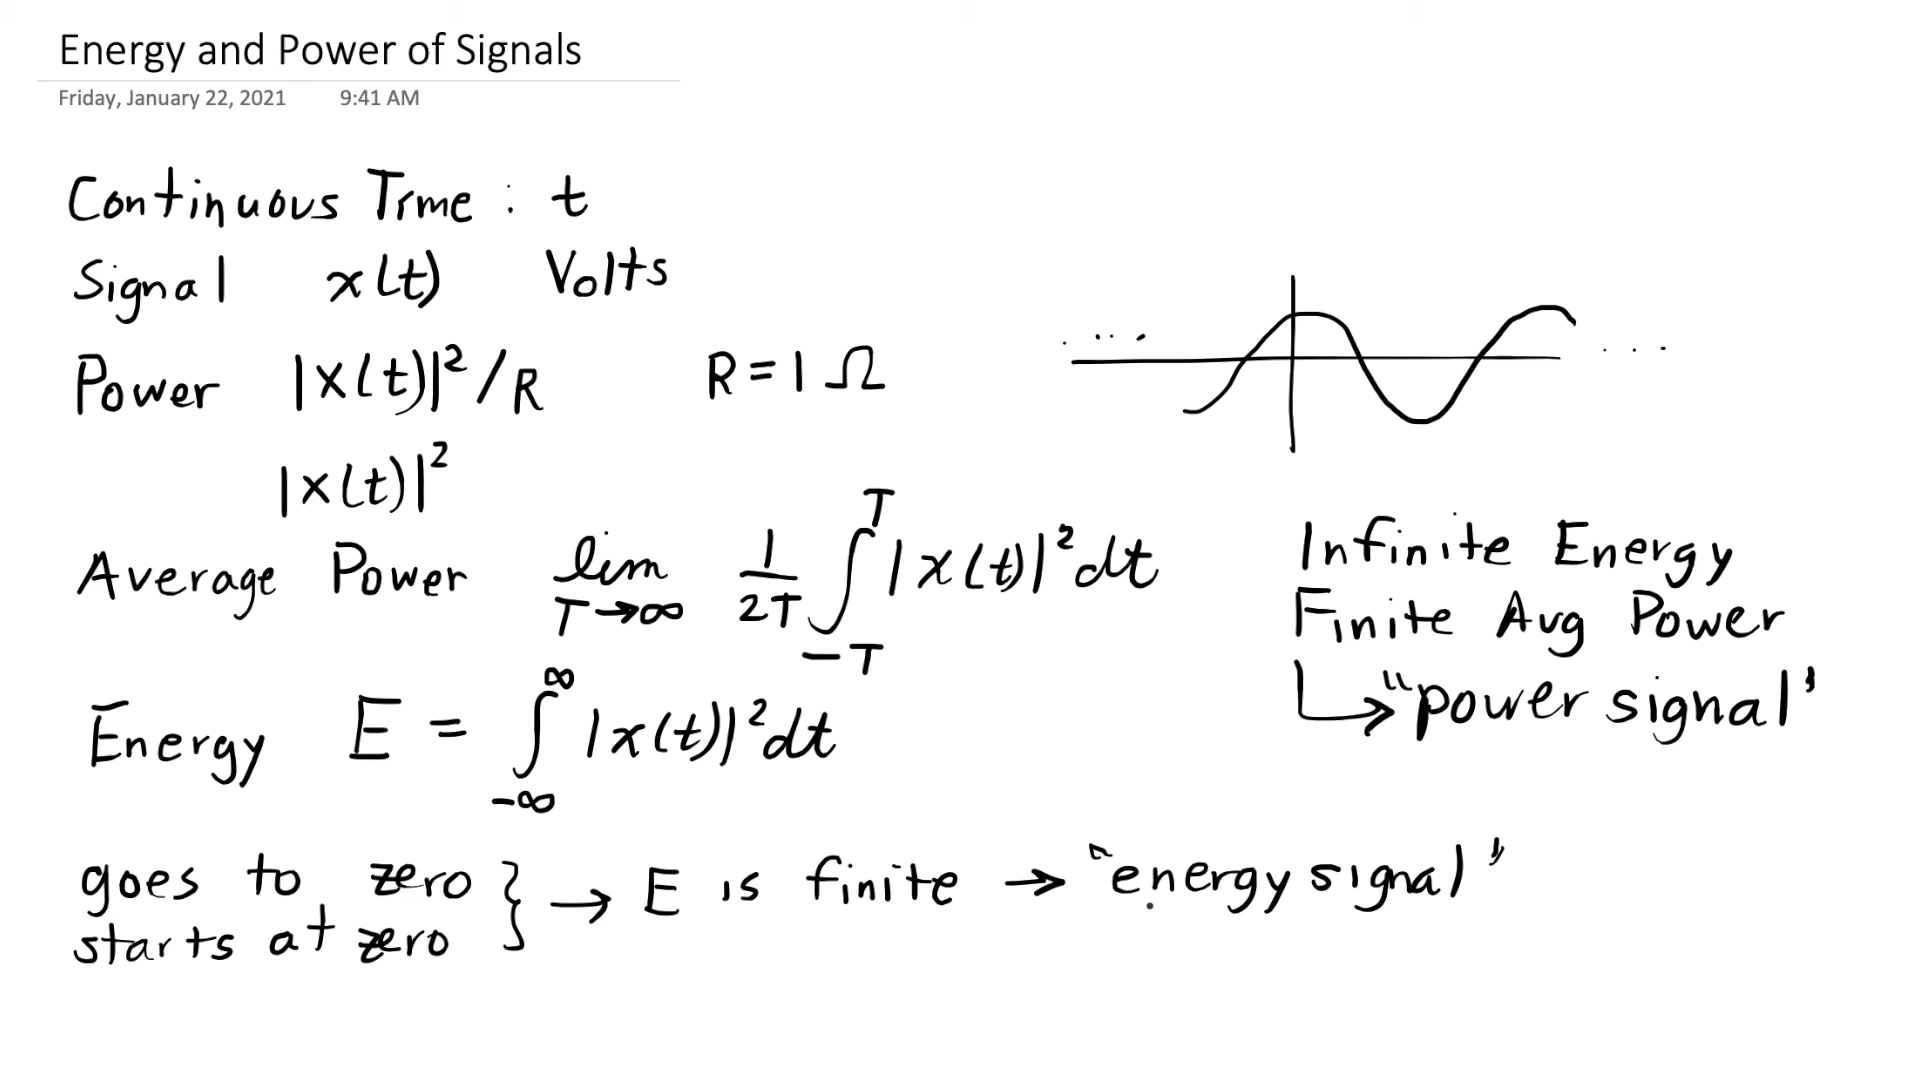 Energy and Power of Signals
Friday, January 22, 2021 9:41 AM
Continuous Time : t
Signal x(t) Volts
Power |x(t)|²/R R = 1 Ω
|x(t)|²
Average Power lim T→∞ 1/2T ∫_{-T}^{T} |x(t)|² dt
Energy E = ∫_{-∞}^{∞} |x(t)|² dt
goes to zero } → E is finite → "energy signal"
starts at zero
... ...
Infinite Energy
Finite Avg Power
↳ "power signal'